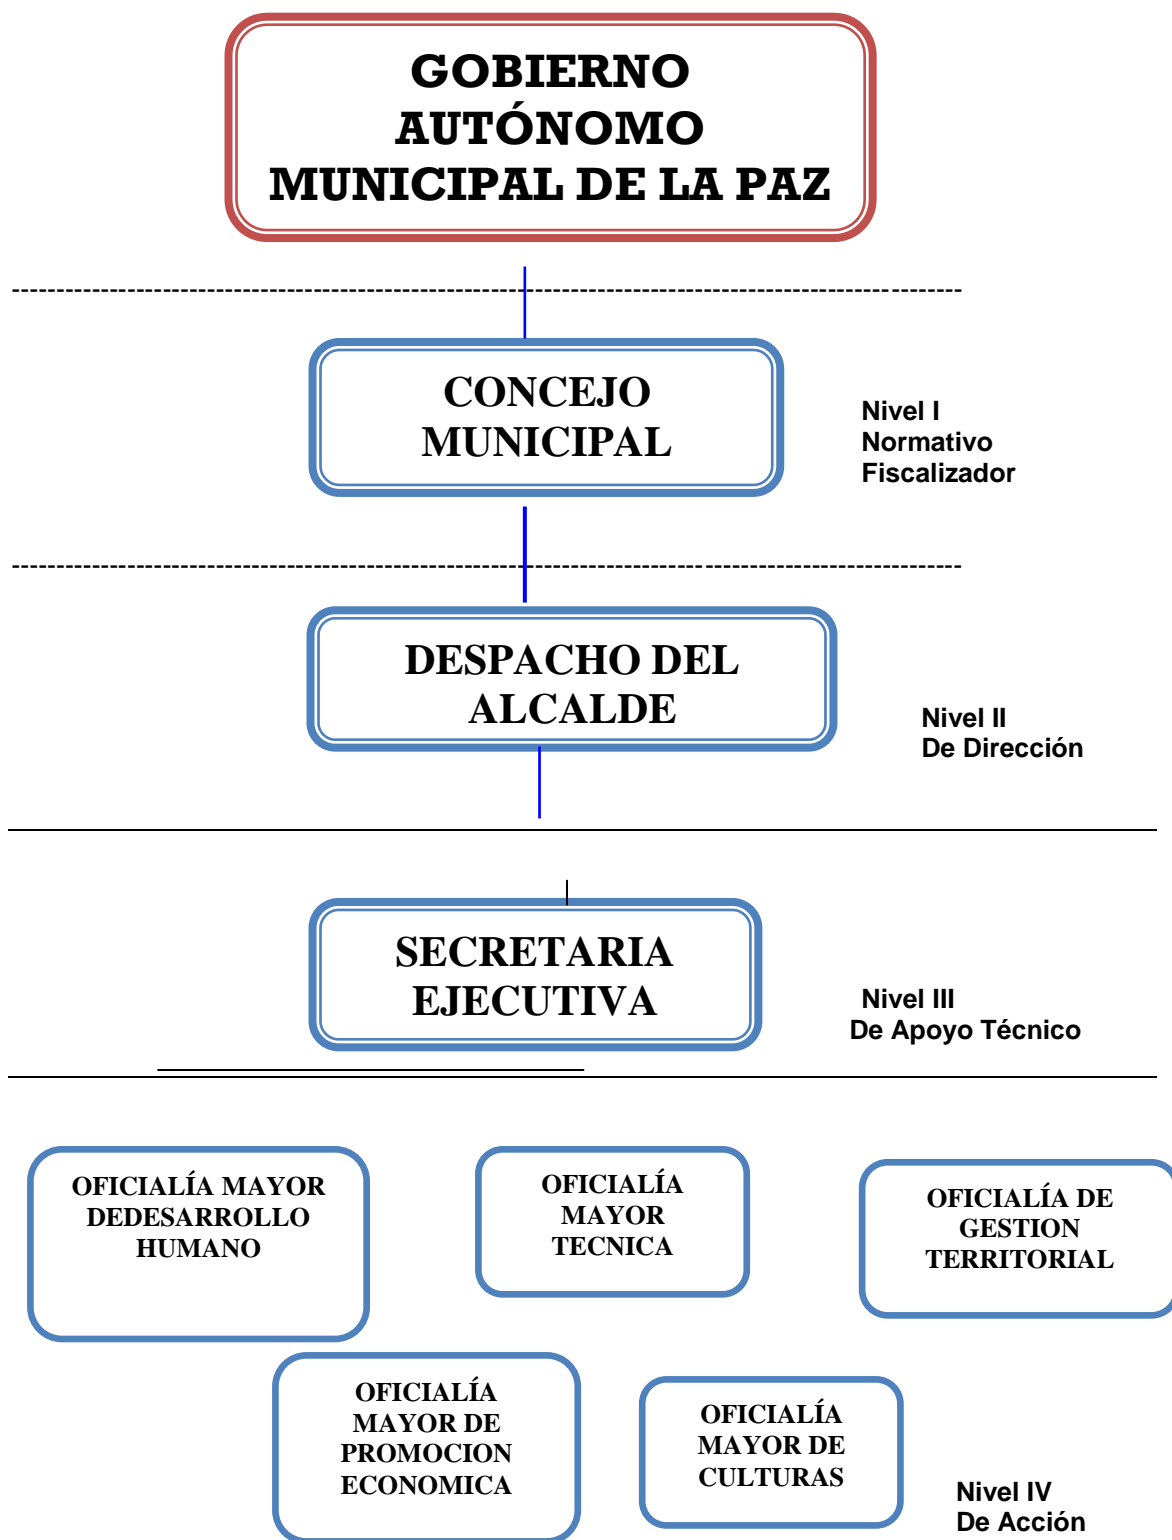 GOBIERNO
AUTÓNOMO
MUNICIPAL DE LA PAZ
CONCEJO
MUNICIPAL
Nivel I
Normativo
Fiscalizador
DESPACHO DEL
ALCALDE
Nivel II
De Dirección
SECRETARIA
EJECUTIVA
Nivel III
De Apoyo Técnico
OFICIALÍA MAYOR
DEDESARROLLO
HUMANO
OFICIALÍA
MAYOR
TECNICA
OFICIALÍA DE
GESTION
TERRITORIAL
OFICIALÍA
MAYOR DE
PROMOCION
ECONOMICA
OFICIALÍA
MAYOR DE
CULTURAS
Nivel IV
De Acción